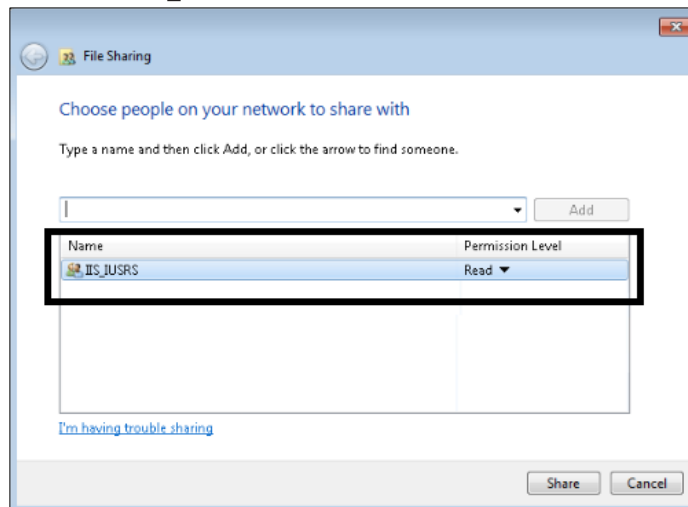 File Sharing
Choose people on your network to share with
Type a name and then click Add, or click the arrow to find someone.
Add
Name Permission Level
IIS_IUSRS Read
I'm having trouble sharing
Share Cancel